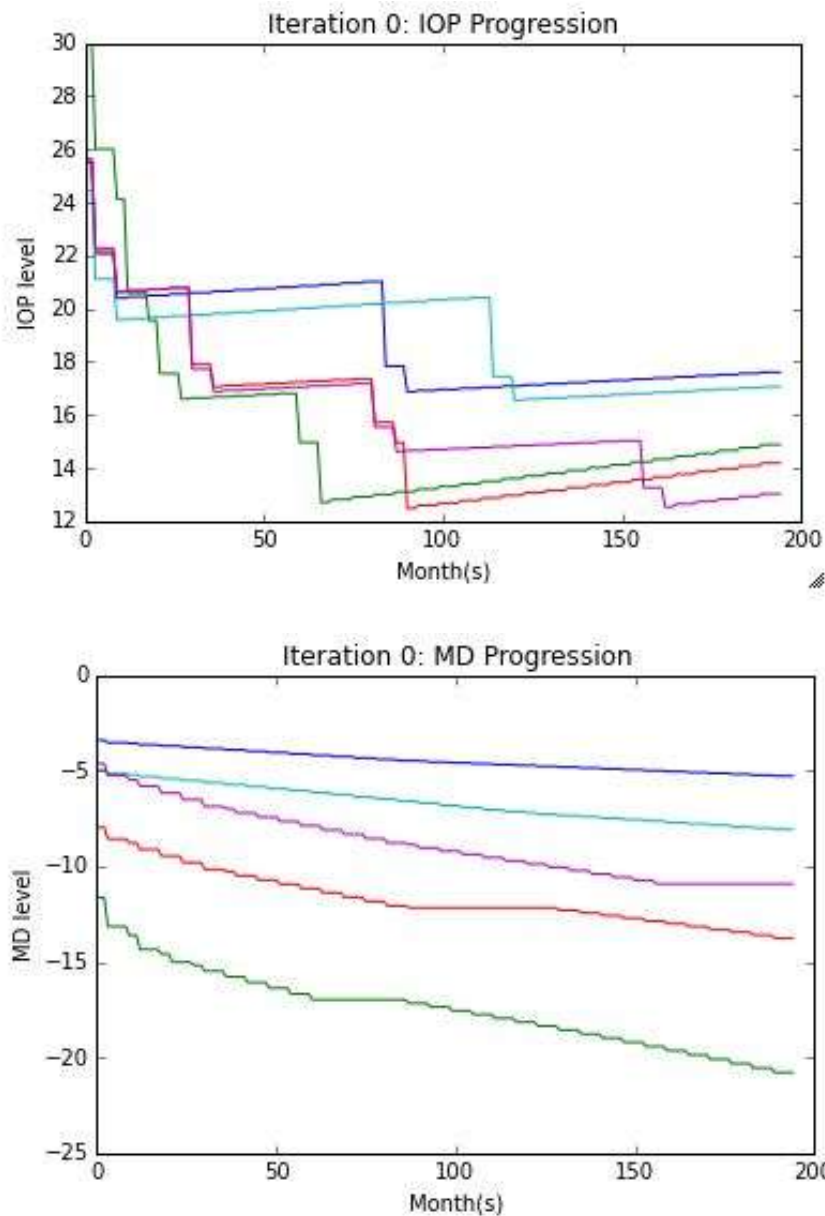 Iteration 0: IOP Progression
30
28
26
24
22
20
18
16
14
12
IOP level
0 50 100 150 200
Month(s)
Iteration 0: MD Progression
0
−5
−10
−15
−20
−25
MD level
0 50 100 150 200
Month(s)